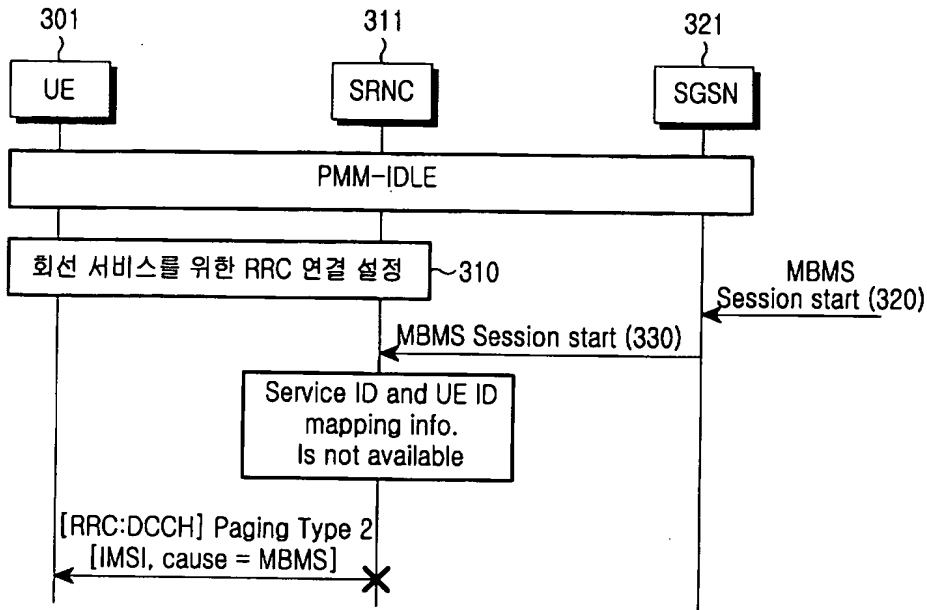 301
311
321
UE
SRNC
SGSN
PMM-IDLE
회선 서비스를 위한 RRC 연결 설정
310
MBMS
Session start (320)
MBMS Session start (330)
Service ID and UE ID
mapping info.
Is not available
[RRC:DCCH] Paging Type 2
[IMSI, cause = MBMS]